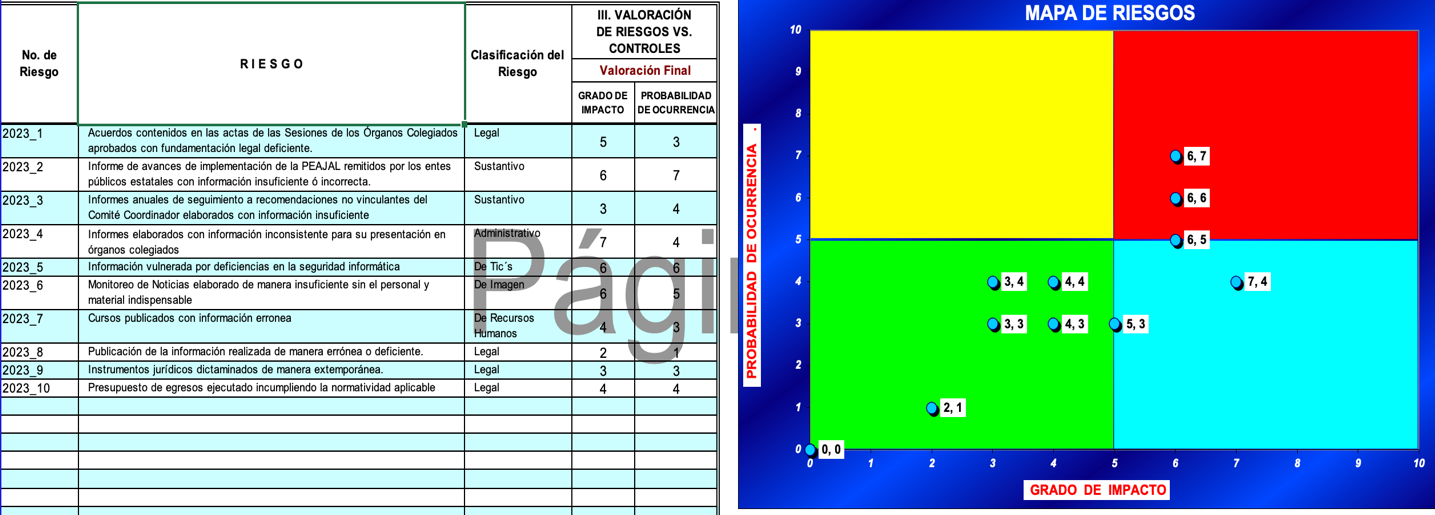 No. de
Riesgo
R I E S G O
Clasificación del
Riesgo
III. VALORACIÓN
DE RIESGOS VS.
CONTROLES
Valoración Final
GRADO DE
IMPACTO
PROBABILIDAD
DE OCURRENCIA
2023_1
Acuerdos contenidos en las actas de las Sesiones de los Órganos Colegiados
aprobados con fundamentación legal deficiente.
Legal
5
3
2023_2
Informe de avances de implementación de la PEAJAL remitidos por los entes
públicos estatales con información insuficiente ó incorrecta.
Sustantivo
6
7
2023_3
Informes anuales de seguimiento a recomendaciones no vinculantes del
Comité Coordinador elaborados con información insuficiente
Sustantivo
3
4
2023_4
Informes elaborados con información inconsistente para su presentación en
órganos colegiados
Administrativo
7
4
2023_5
Información vulnerada por deficiencias en la seguridad informática
De Tic´s
6
6
2023_6
Monitoreo de Noticias elaborado de manera insuficiente sin el personal y
material indispensable
De Imagen
6
5
2023_7
Cursos publicados con información erronea
De Recursos
Humanos
4
3
2023_8
Publicación de la información realizada de manera errónea o deficiente.
Legal
2
1
2023_9
Instrumentos jurídicos dictaminados de manera extemporánea.
Legal
3
3
2023_10
Presupuesto de egresos ejecutado incumpliendo la normatividad aplicable
Legal
4
4
MAPA DE RIESGOS
PROBABILIDAD DE OCURRENCIA .
10
9
8
7
6
5
4
3
2
1
0
6, 7
6, 6
6, 5
3, 4
4, 4
7, 4
3, 3
4, 3
5, 3
2, 1
0, 0
0
1
2
3
4
5
6
7
8
9
10
GRADO DE IMPACTO